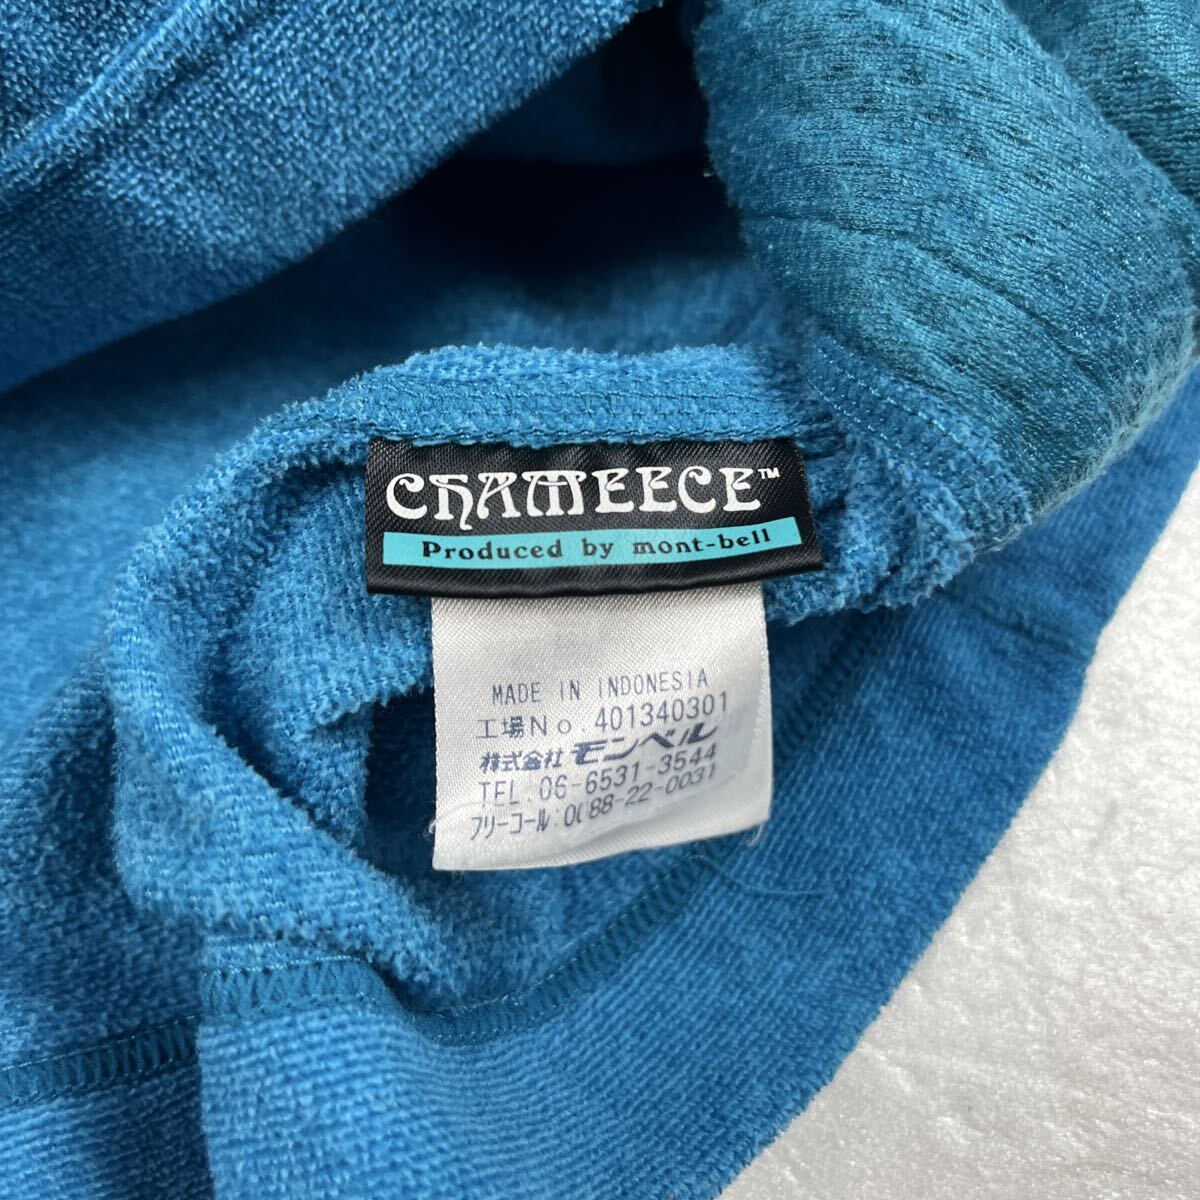 CHAMEECE™
Produced by mont-bell
MADE IN INDONESIA
工場No. 401340301
株式会社 モンベル
TEL. 06-6531-3544
フリーコール: 0088-22-0031